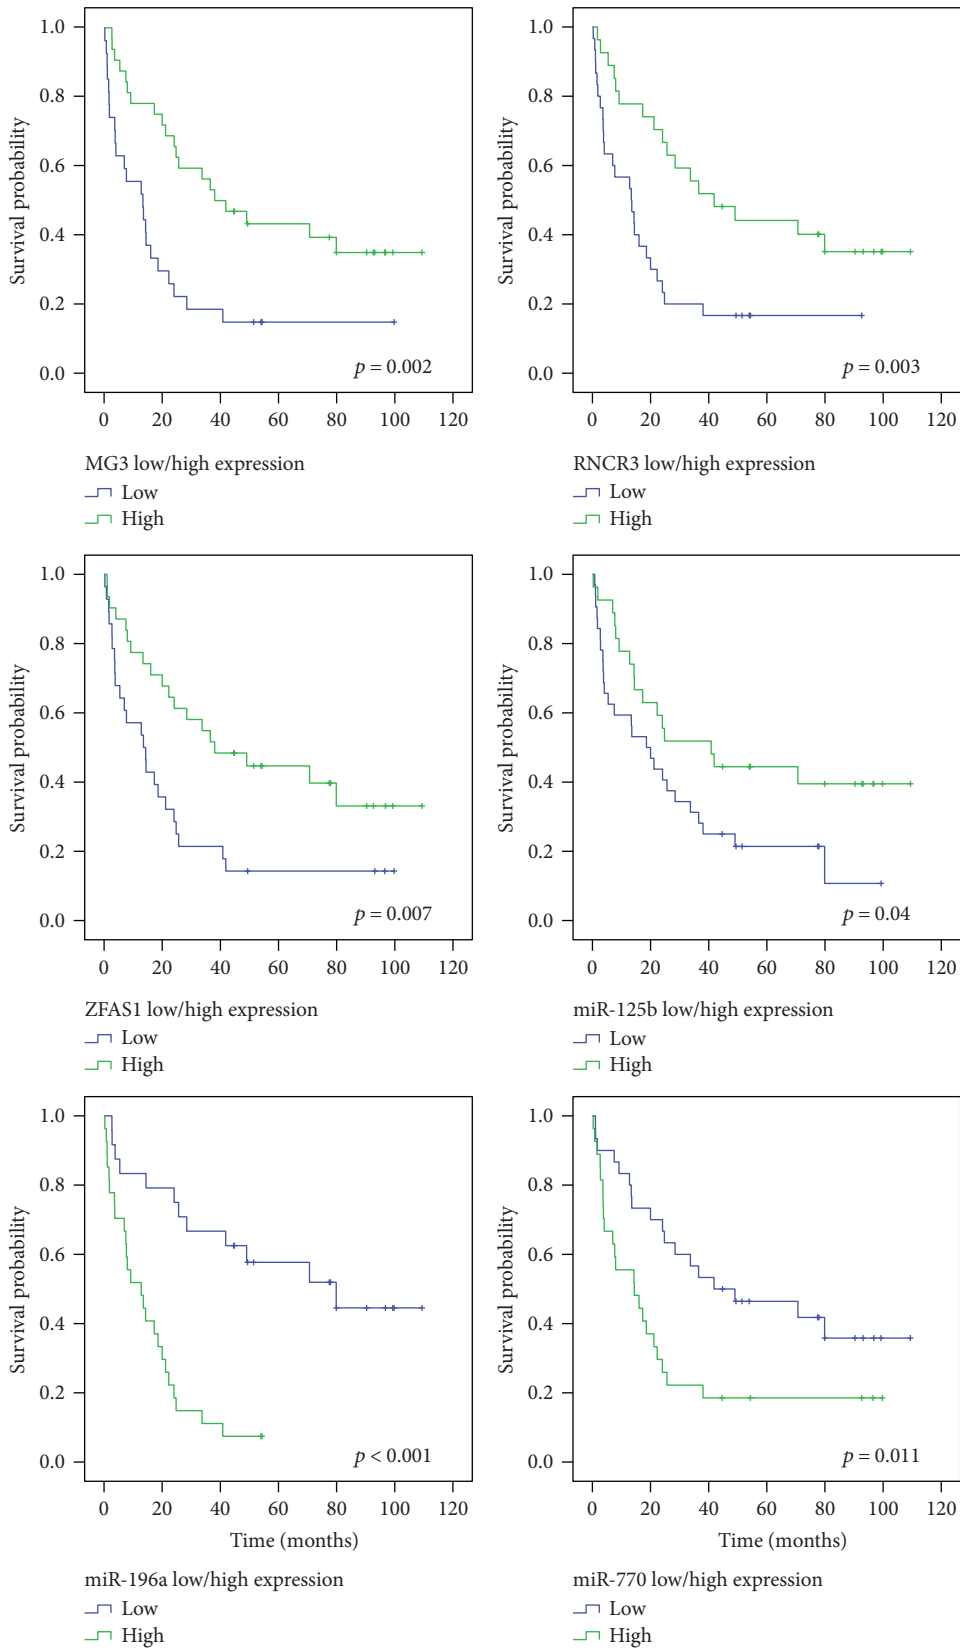 Survival probability
1.0
0.8
0.6
0.4
0.2
0.0
p = 0.002
0 20 40 60 80 100 120
MG3 low/high expression
Low
High
Survival probability
1.0
0.8
0.6
0.4
0.2
0.0
p = 0.003
0 20 40 60 80 100 120
RNCR3 low/high expression
Low
High
Survival probability
1.0
0.8
0.6
0.4
0.2
0.0
p = 0.007
0 20 40 60 80 100 120
ZFAS1 low/high expression
Low
High
Survival probability
1.0
0.8
0.6
0.4
0.2
0.0
p = 0.04
0 20 40 60 80 100 120
miR-125b low/high expression
Low
High
Survival probability
1.0
0.8
0.6
0.4
0.2
0.0
p < 0.001
0 20 40 60 80 100 120
Time (months)
miR-196a low/high expression
Low
High
Survival probability
1.0
0.8
0.6
0.4
0.2
0.0
p = 0.011
0 20 40 60 80 100 120
Time (months)
miR-770 low/high expression
Low
High